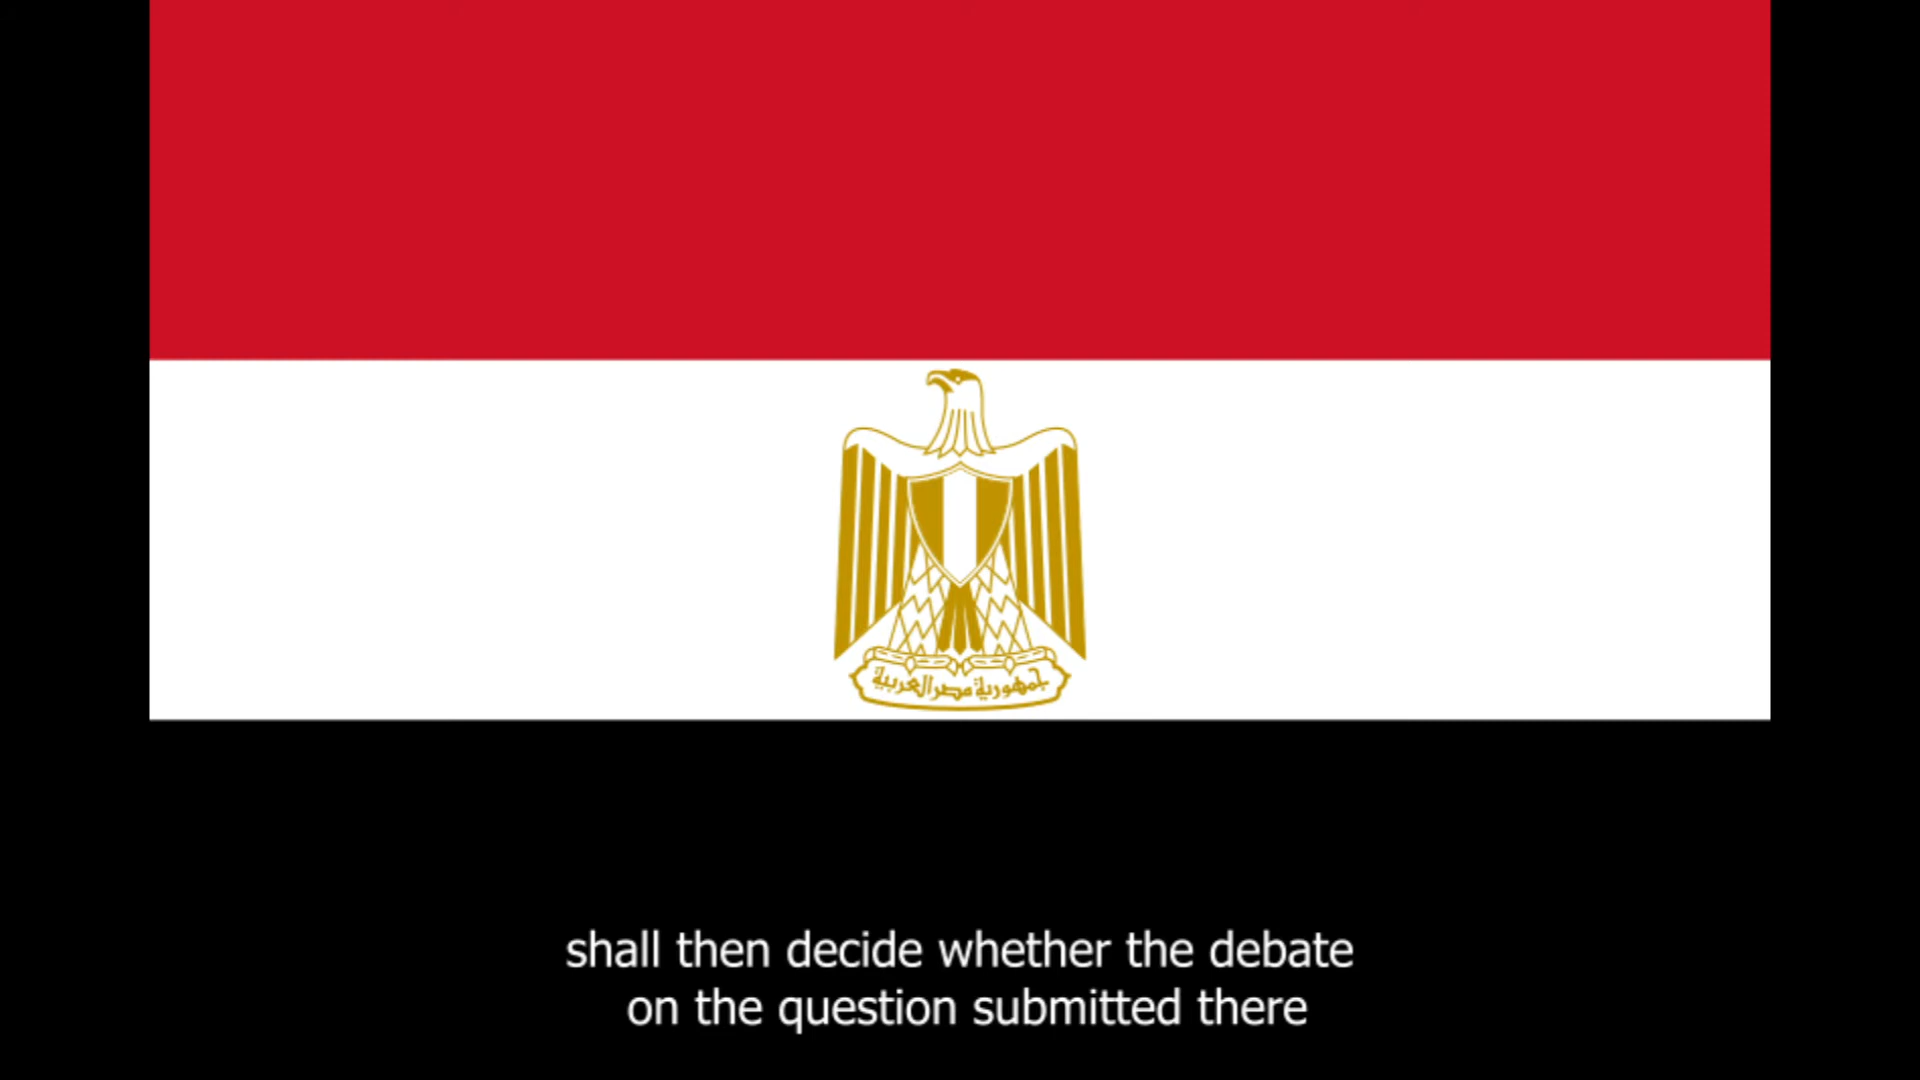 جمهورية مصر العربية
shall then decide whether the debate
on the question submitted there